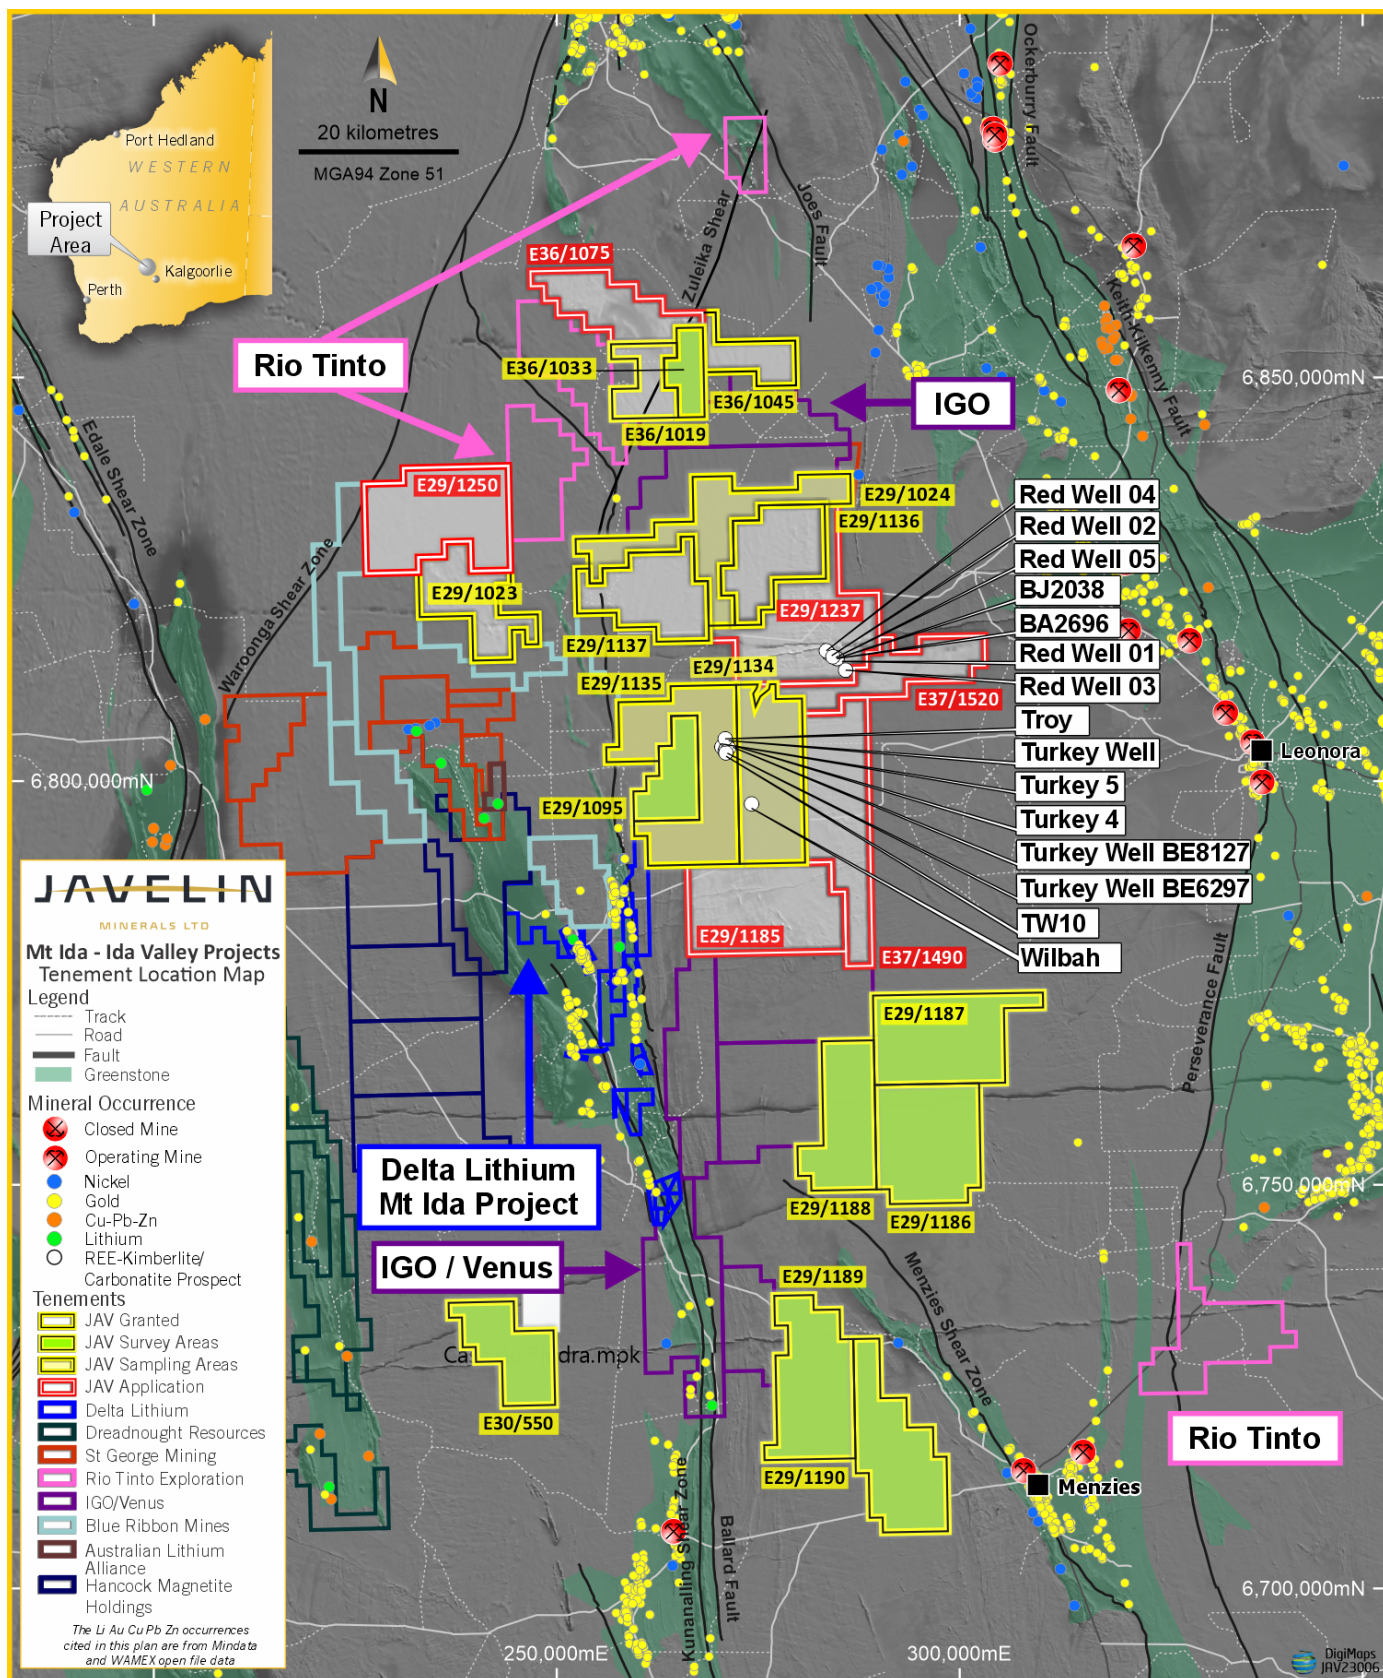 Port Hedland
WESTERN
AUSTRALIA
Project
Area
Kalgoorlie
Perth
N
20 kilometres
MGA94 Zone 51
Ockerburry Fault
Joes Fault
Zuleika Shear
Keith-Kilkenny Fault
E36/1075
Rio Tinto
E36/1033
E36/1045
E36/1019
IGO
6,850,000mN
Edale Shear Zone
Waroonga Shear Zone
E29/1250
E29/1024
E29/1136
E29/1023
E29/1237
E29/1137
E29/1134
E29/1135
E37/1520
Red Well 04
Red Well 02
Red Well 05
BJ2038
BA2696
Red Well 01
Red Well 03
Troy
Turkey Well
Turkey 5
Turkey 4
Turkey Well BE8127
Turkey Well BE6297
TW10
Wilbah
Leonora
6,800,000mN
E29/1095
E29/1185
E37/1490
Perseverance Fault
E29/1187
E29/1188
E29/1186
6,750,000mN
Delta Lithium
Mt Ida Project
IGO / Venus
E29/1189
Menzies Shear Zone
Ca
dra.mpk
E30/550
E29/1190
Rio Tinto
Menzies
Kunanalling Shear Zone
Ballard Fault
6,700,000mN
250,000mE
300,000mE
JAVELIN
MINERALS LTD
Mt Ida - Ida Valley Projects
Tenement Location Map
Legend
Track
Road
Fault
Greenstone
Mineral Occurrence
Closed Mine
Operating Mine
Nickel
Gold
Cu-Pb-Zn
Lithium
REE-Kimberlite/
Carbonatite Prospect
Tenements
JAV Granted
JAV Survey Areas
JAV Sampling Areas
JAV Application
Delta Lithium
Dreadnought Resources
St George Mining
Rio Tinto Exploration
IGO/Venus
Blue Ribbon Mines
Australian Lithium
Alliance
Hancock Magnetite
Holdings
The Li Au Cu Pb Zn occurrences
cited in this plan are from Mindata
and WAMEX open file data
DigiMaps
JAV23006